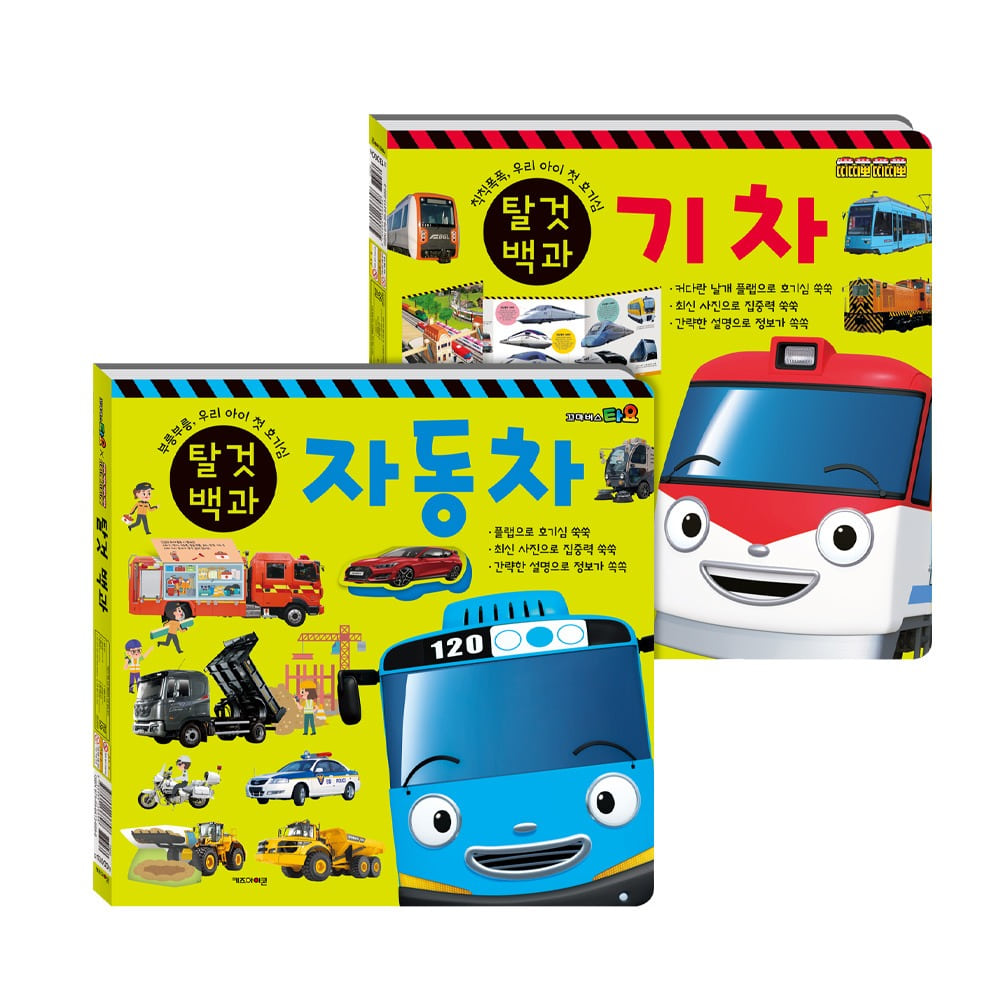 칙칙폭폭, 우리 아이 첫 호기심
탈것
백과
기차
띠띠뽀 띠띠뽀
· 커다란 날개 플랩으로 호기심 쑥쑥
· 최신 사진으로 집중력 쑥쑥
· 간략한 설명으로 정보가 쏙쏙
부릉부릉, 우리 아이 첫 호기심
탈것
백과
자동차
꼬마버스 타요
· 플랩으로 호기심 쑥쑥
· 최신 사진으로 집중력 쑥쑥
· 간략한 설명으로 정보가 쏙쏙
120
탈것 백과
키즈아이콘